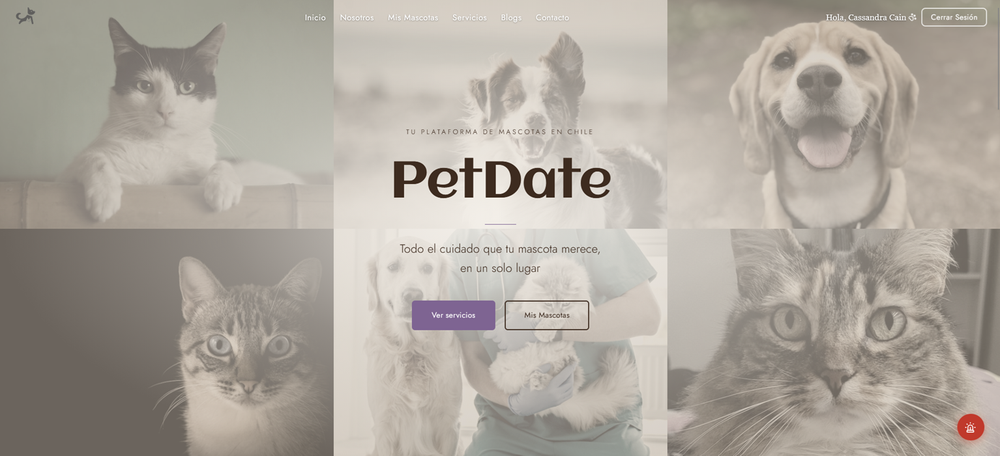 Inicio Nosotros Mis Mascotas Servicios Blogs Contacto
Hola, Cassandra Cain
Cerrar Sesión
TU PLATAFORMA DE MASCOTAS EN CHILE
PetDate
Todo el cuidado que tu mascota merece,
en un solo lugar
Ver servicios
Mis Mascotas